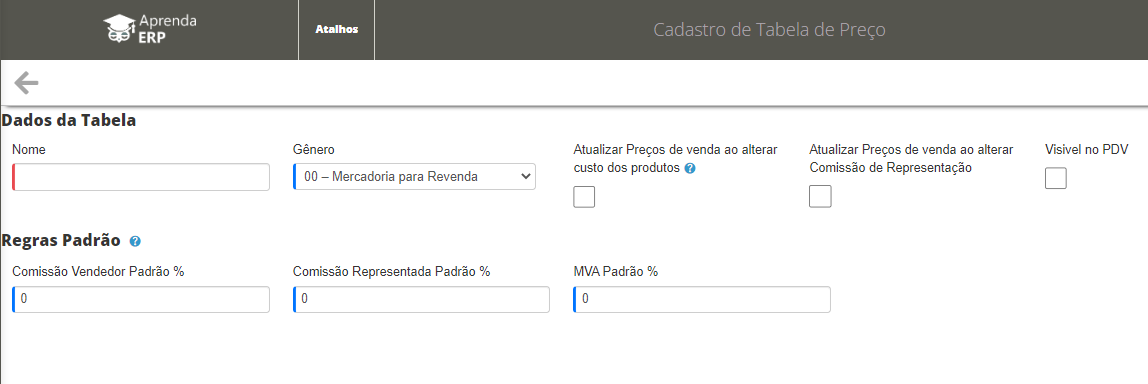 Aprenda
ERP
Atalhos
Cadastro de Tabela de Preço
Dados da Tabela
Nome
Gênero
00 – Mercadoria para Revenda
Atualizar Preços de venda ao alterar
custo dos produtos ?
Atualizar Preços de venda ao alterar
Comissão de Representação
Visivel no PDV
Regras Padrão ?
Comissão Vendedor Padrão %
0
Comissão Representada Padrão %
0
MVA Padrão %
0